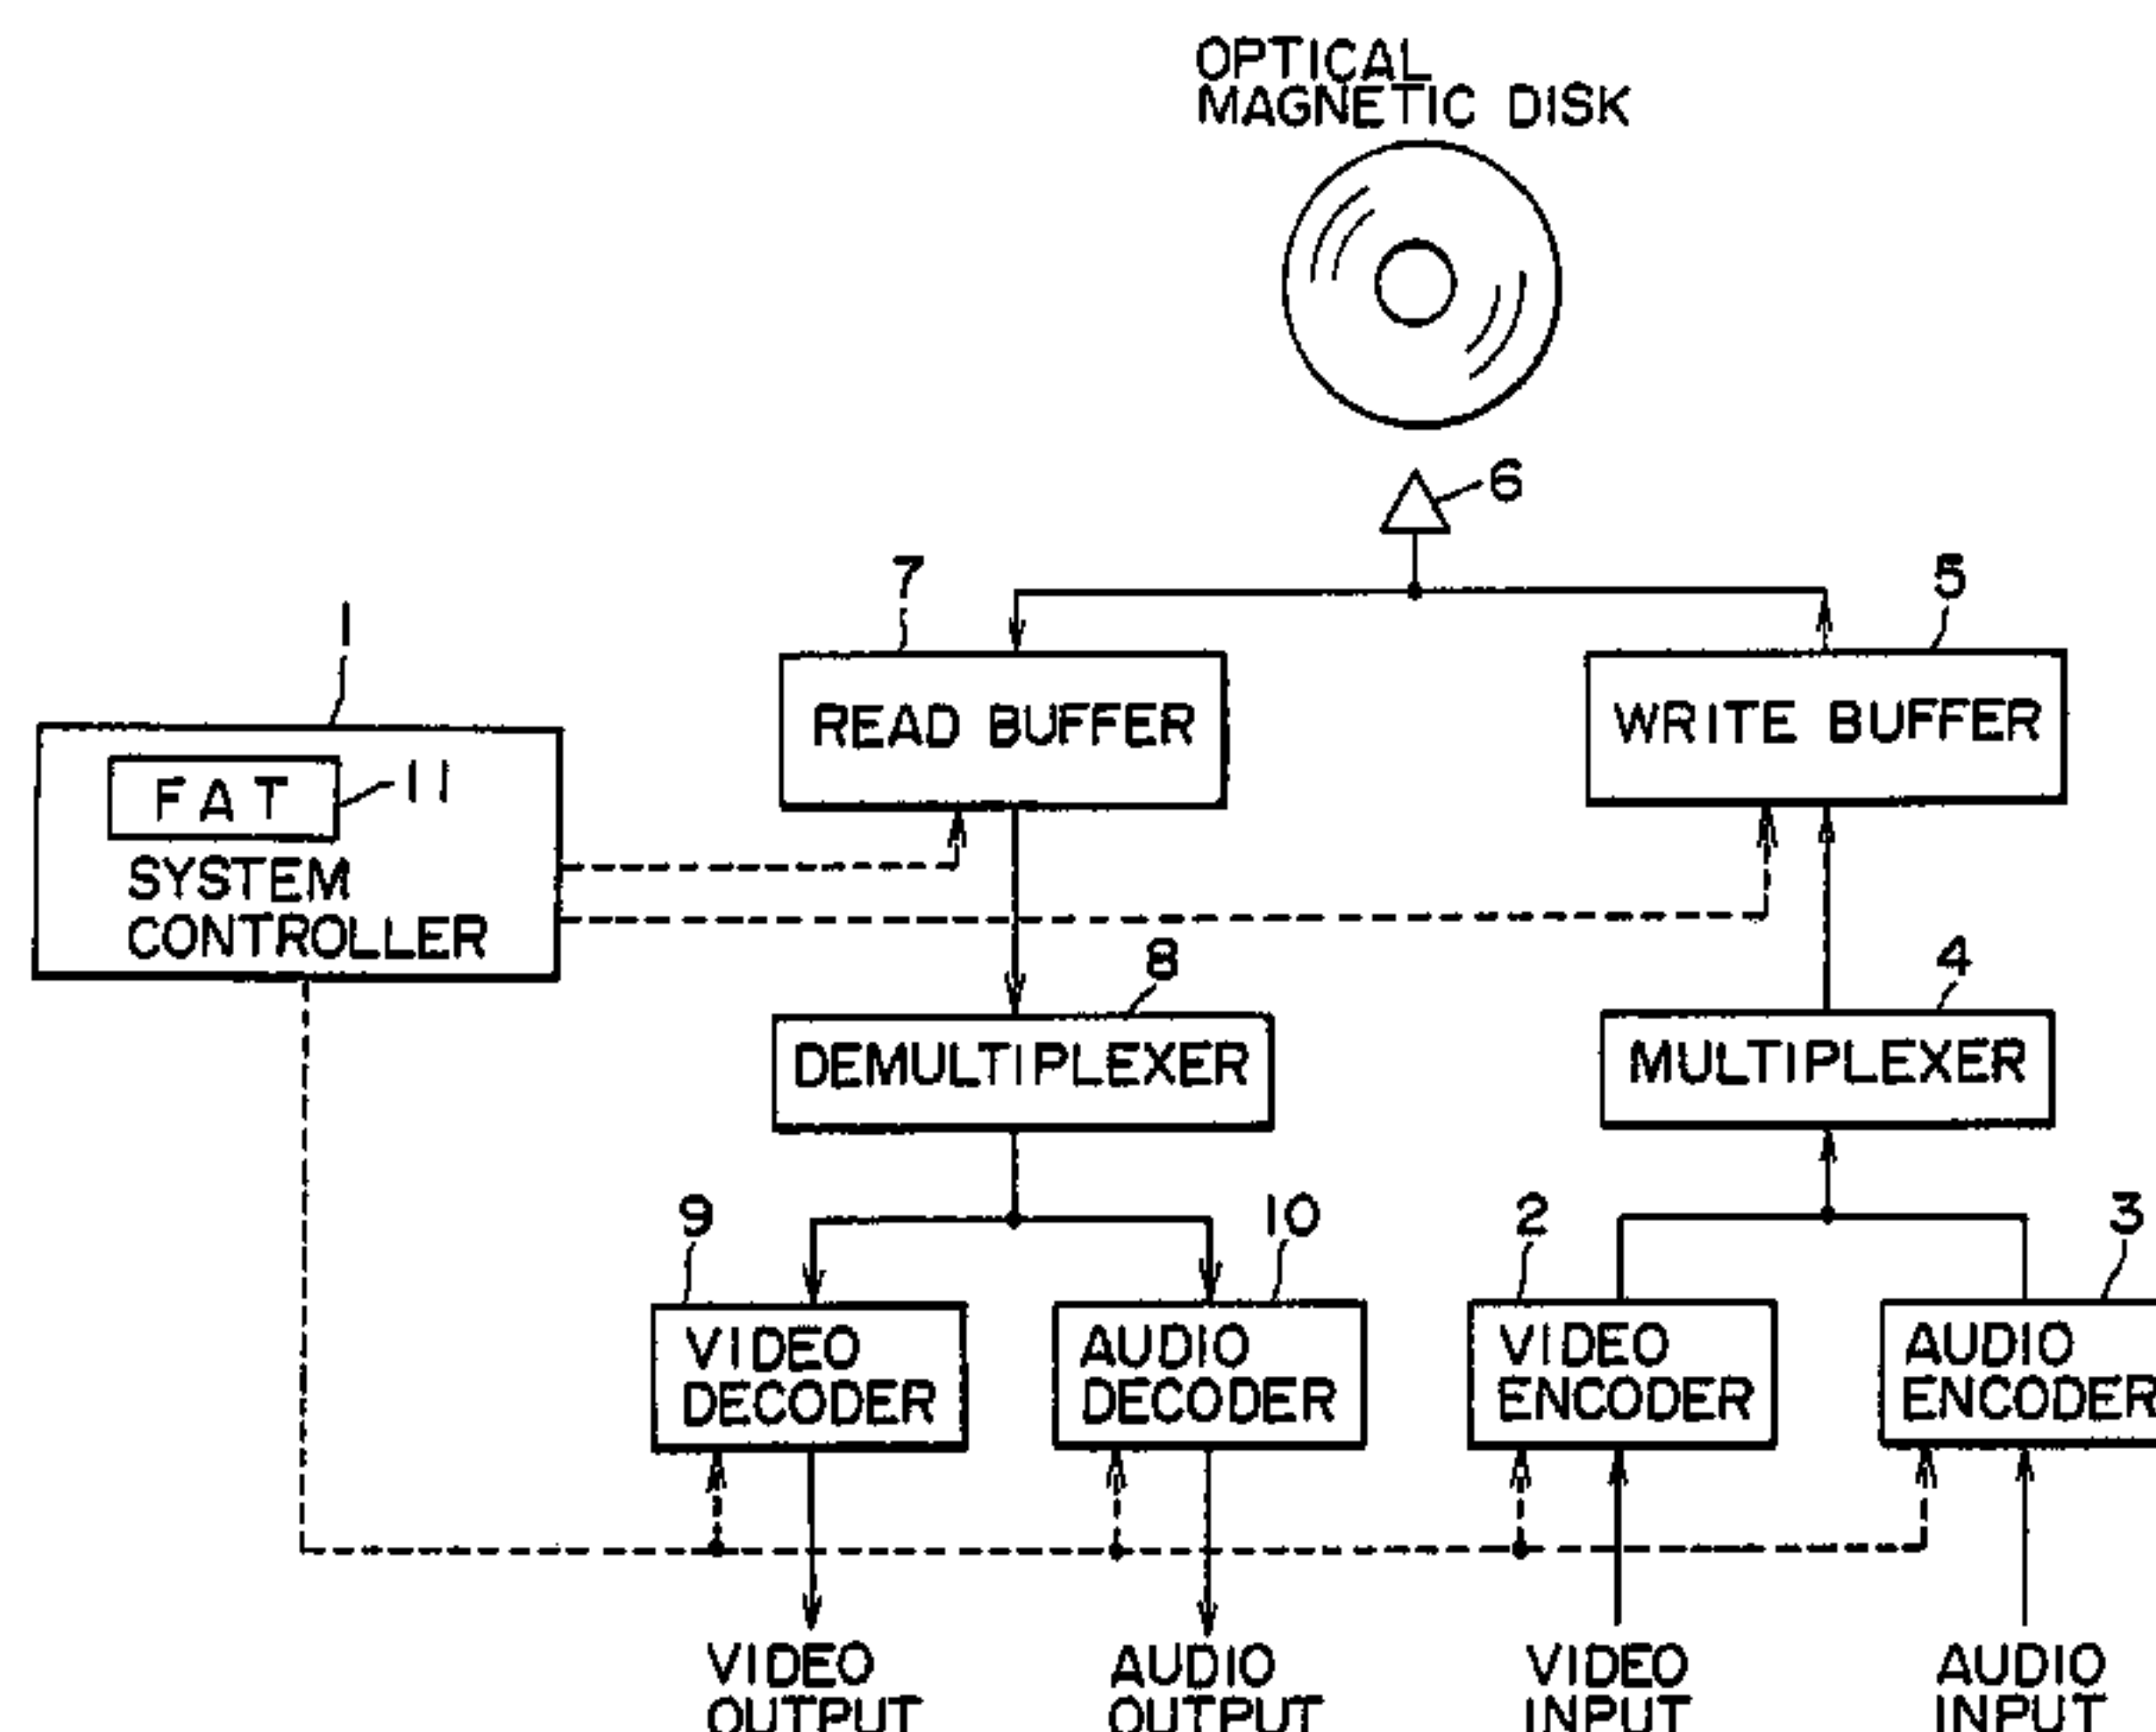 OPTICAL
MAGNETIC DISK
6
7
5
1
READ BUFFER
WRITE BUFFER
FAT
11
SYSTEM
CONTROLLER
8
4
DEMULTIPLEXER
MULTIPLEXER
9
10
2
3
VIDEO
DECODER
AUDIO
DECODER
VIDEO
ENCODER
AUDIO
ENCODER
VIDEO
OUTPUT
AUDIO
OUTPUT
VIDEO
INPUT
AUDIO
INPUT